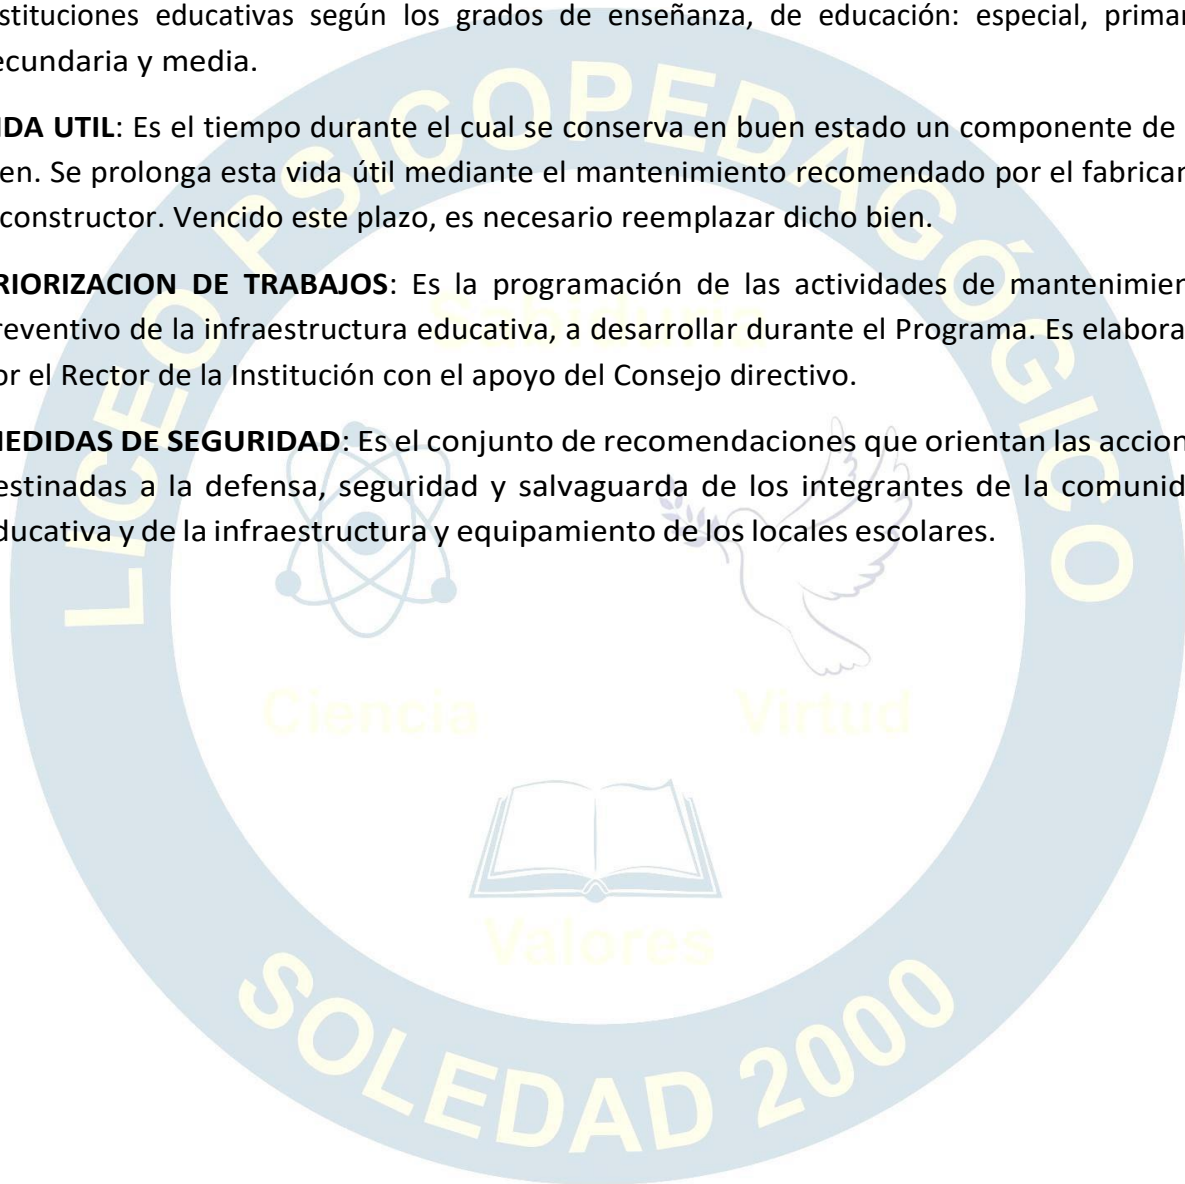 stituciones educativas según los grados de enseñanza, de educación: especial, primar
ecundaria y media.
IDA UTIL: Es el tiempo durante el cual se conserva en buen estado un componente de
en. Se prolonga esta vida útil mediante el mantenimiento recomendado por el fabrican
constructor. Vencido este plazo, es necesario reemplazar dicho bien.
RIORIZACION DE TRABAJOS: Es la programación de las actividades de mantenimien
reventivo de la infraestructura educativa, a desarrollar durante el Programa. Es elabora
or el Rector de la Institución con el apoyo del Consejo directivo.
MEDIDAS DE SEGURIDAD: Es el conjunto de recomendaciones que orientan las accion
estinadas a la defensa, seguridad y salvaguarda de los integrantes de la comunid
ducativa y de la infraestructura y equipamiento de los locales escolares.
LICEO PSICOPEDAGÓGICO
Sabiduria
Ciencia
Virtud
Valores
SOLEDAD 2000